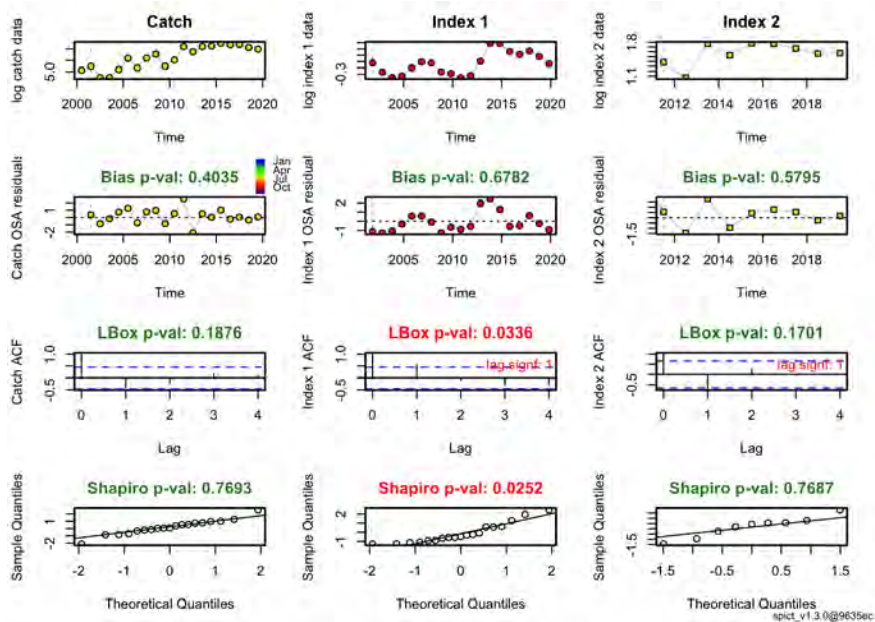 Catch
Index 1
Index 2
log catch data
5.0
2000 2005 2010 2015 2020
Time
log index 1 data
-0.3
2005 2010 2015 2020
Time
log index 2 data
1.1 1.8
2012 2014 2016 2018
Time
Jan
Apr
Jul
Oct
Bias p-val: 0.4035
Bias p-val: 0.6782
Bias p-val: 0.5795
Catch OSA residuals
-2 1
2000 2005 2010 2015 2020
Time
Index 1 OSA residual
-1 2
2005 2010 2015 2020
Time
Index 2 OSA residual
-1.5
2012 2014 2016 2018
Time
LBox p-val: 0.1876
LBox p-val: 0.0336
LBox p-val: 0.1701
Catch ACF
-0.5 1.0
0 1 2 3 4
Lag
Index 1 ACF
-0.5 1.0
lag signf: 1
0 1 2 3 4
Lag
Index 2 ACF
-0.5
lag signf: 1
0 1 2 3 4
Lag
Shapiro p-val: 0.7693
Shapiro p-val: 0.0252
Shapiro p-val: 0.7687
Sample Quantiles
-2 1
-2 -1 0 1 2
Theoretical Quantiles
Sample Quantiles
-1 2
-2 -1 0 1 2
Theoretical Quantiles
Sample Quantiles
-1.5
-1.5 -0.5 0.5 1.5
Theoretical Quantiles
spict_v1.3.0@9635ec